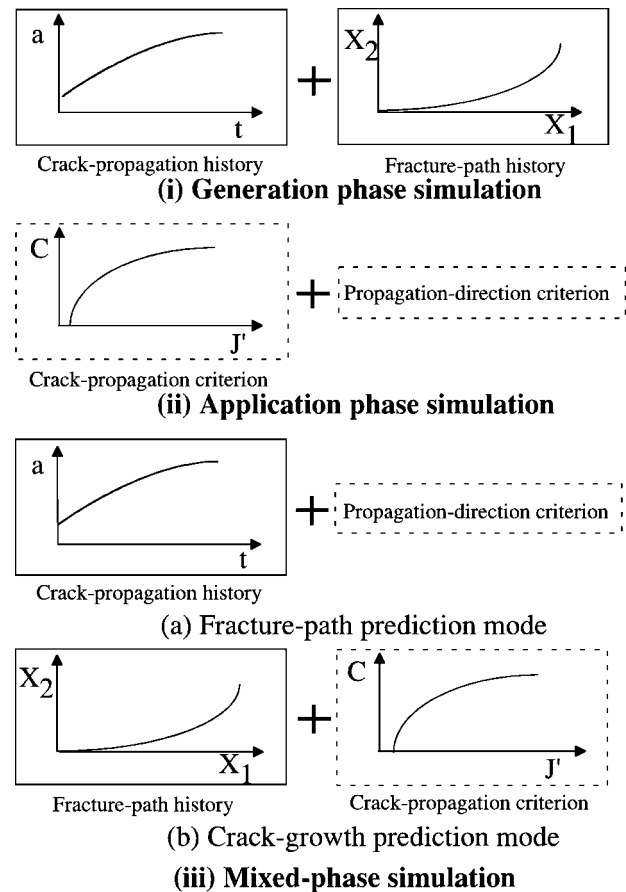 a
t
Crack-propagation history
+
X2
X1
Fracture-path history
(i) Generation phase simulation
C
J'
Crack-propagation criterion
+
Propagation-direction criterion
(ii) Application phase simulation
a
t
Crack-propagation history
+
Propagation-direction criterion
(a) Fracture-path prediction mode
X2
X1
Fracture-path history
+
C
J'
Crack-propagation criterion
(b) Crack-growth prediction mode
(iii) Mixed-phase simulation